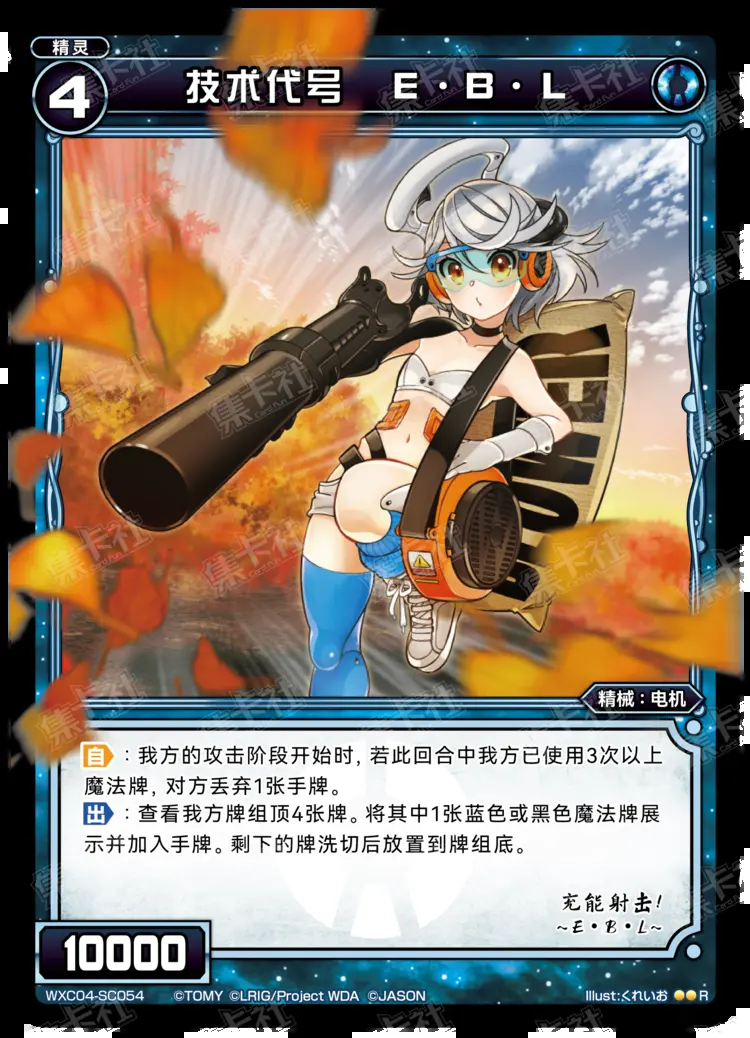 精灵
4
技术代号 E・B・L
精械：电机
自：我方的攻击阶段开始时，若此回合中我方已使用3次以上
魔法牌，对方丢弃1张手牌。
出：查看我方牌组顶4张牌。将其中1张蓝色或黑色魔法牌展
示并加入手牌。剩下的牌洗切后放置到牌组底。
充能射击！
~E・B・L~
10000
WXC04-SC054 ©TOMY ©LRIG/Project WDA ©JASON Illust:くれいお R
集卡社
Card Fun